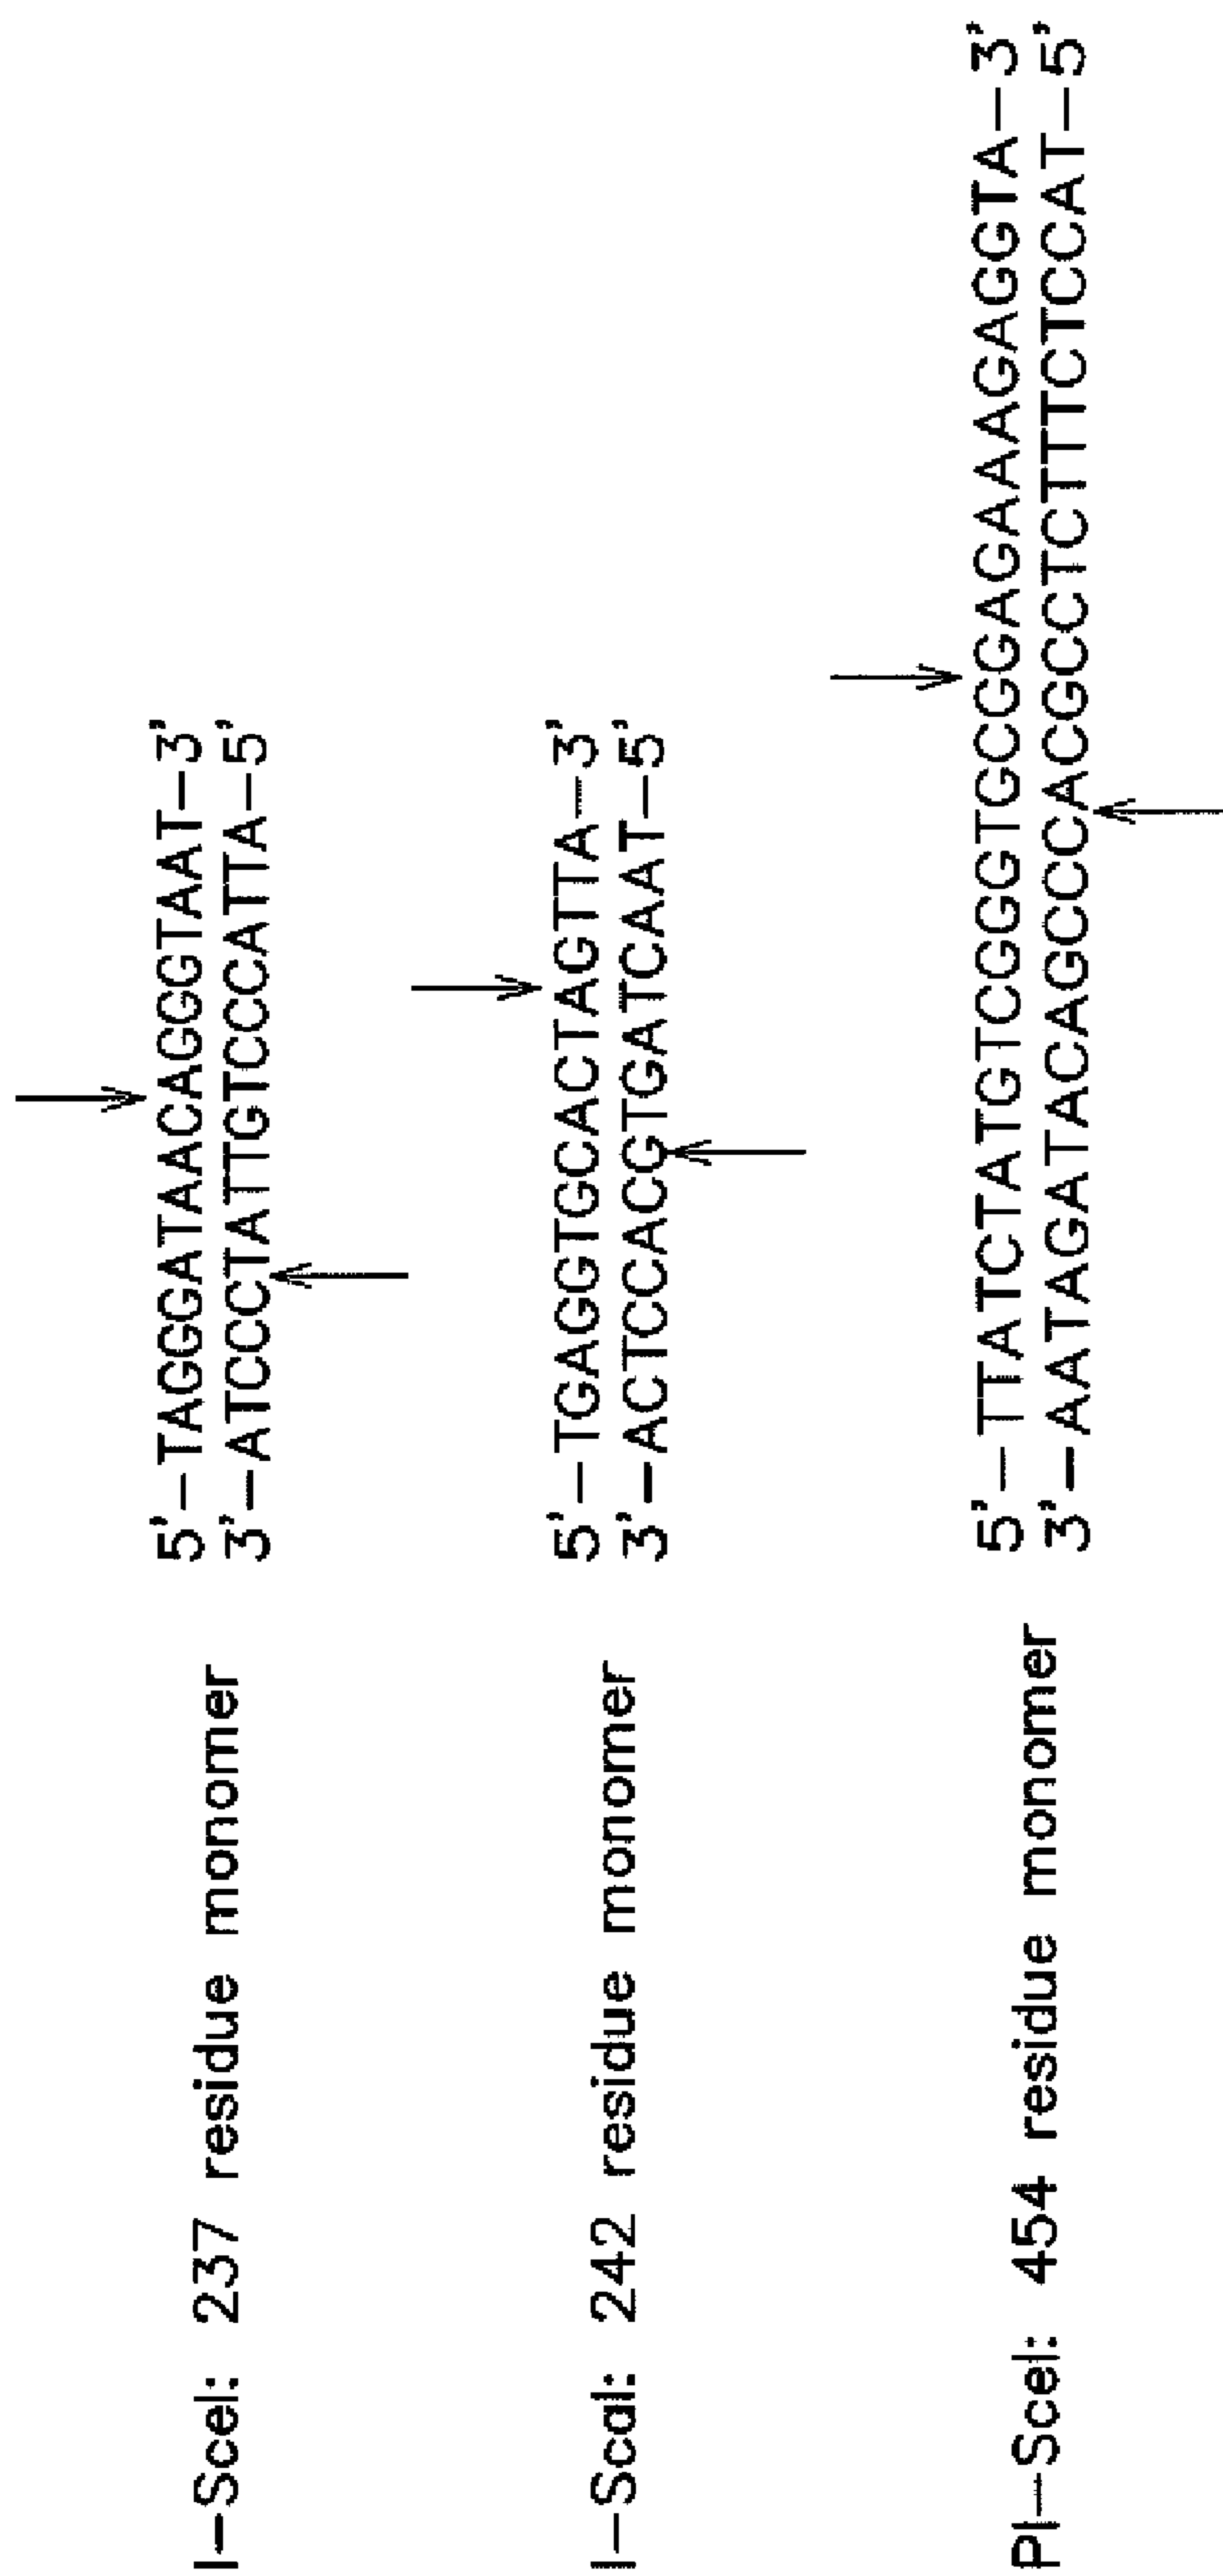 5'-TAGGGATAACAGGGTAAT-3'
I-SceI: 237 residue monomer
3'-ATCCCTATTGTCCCATTA-5'
5'-TGAGGTGCACTAGTTA-3'
I-ScaI: 242 residue monomer
3'-ACTCCACGTGATCAAT-5'
5'-TTATCTATGTCGGGTGCGGAGAAAGAGGTA-3'
PI-SceI: 454 residue monomer
3'-AATAGATACAGCCCACGCCTCTTTCTCCAT-5'